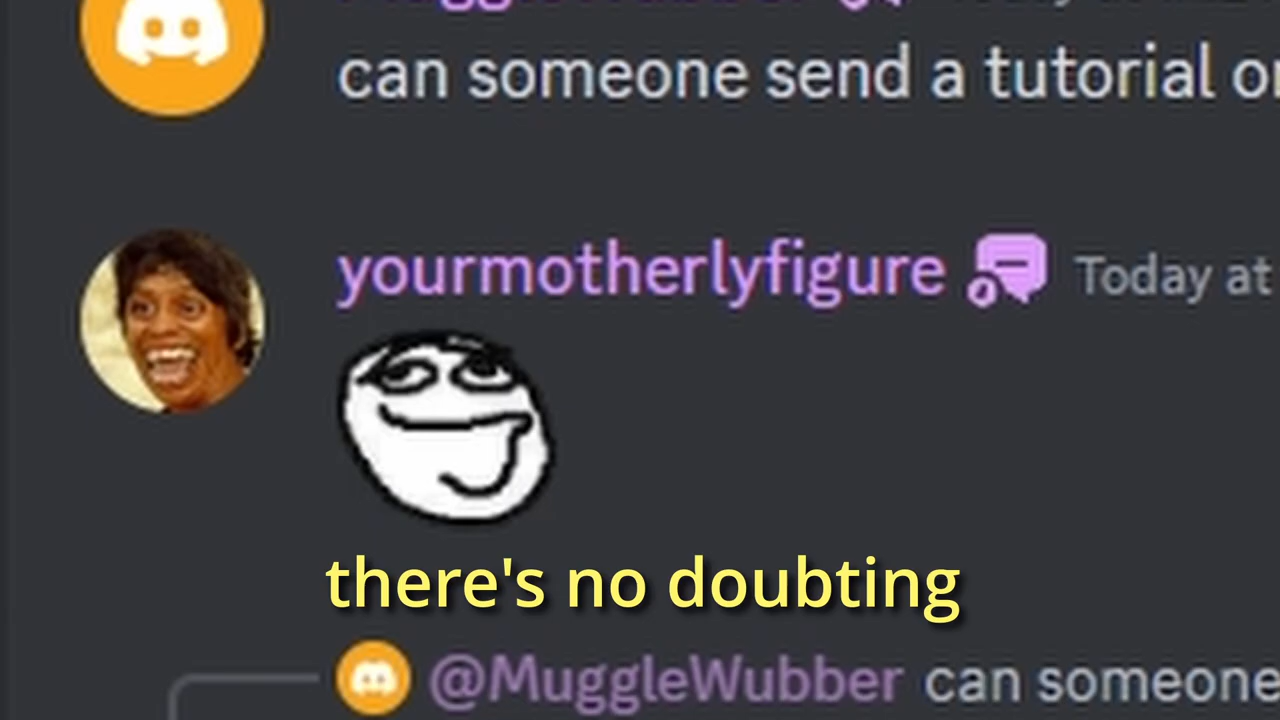 can someone send a tutorial
yourmotherlyfigure Today at
there's no doubting
@MuggleWubber can someone